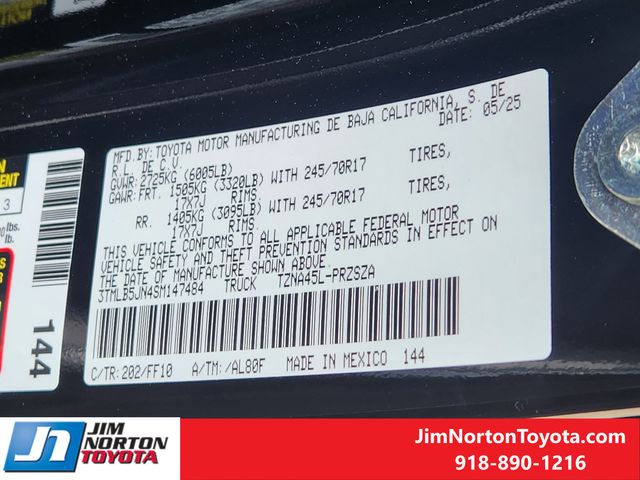 MFD.BY:TOYOTA MOTOR MANUFACTURING DE BAJA CALIFORNIA, S. DE
R.L. DE C.V. DATE: 05/25
GVWR:2725KG (6005LB)
GAWR:FRT. 1505KG (3320LB) WITH 245/70R17 TIRES,
17X7J RIMS.
RR. 1405KG (3095LB) WITH 245/70R17 TIRES,
17X7J RIMS.
THIS VEHICLE CONFORMS TO ALL APPLICABLE FEDERAL MOTOR
VEHICLE SAFETY AND THEFT PREVENTION STANDARDS IN EFFECT ON
THE DATE OF MANUFACTURE SHOWN ABOVE.
3TMLB5JN4SM147484 TRUCK TZNA45L-PRZSZA
C/TR:202/FF10 A/TM:/AL80F MADE IN MEXICO 144
3
lbs.
lb.
144
JIM
NORTON
TOYOTA
JimNortonToyota.com
918-890-1216